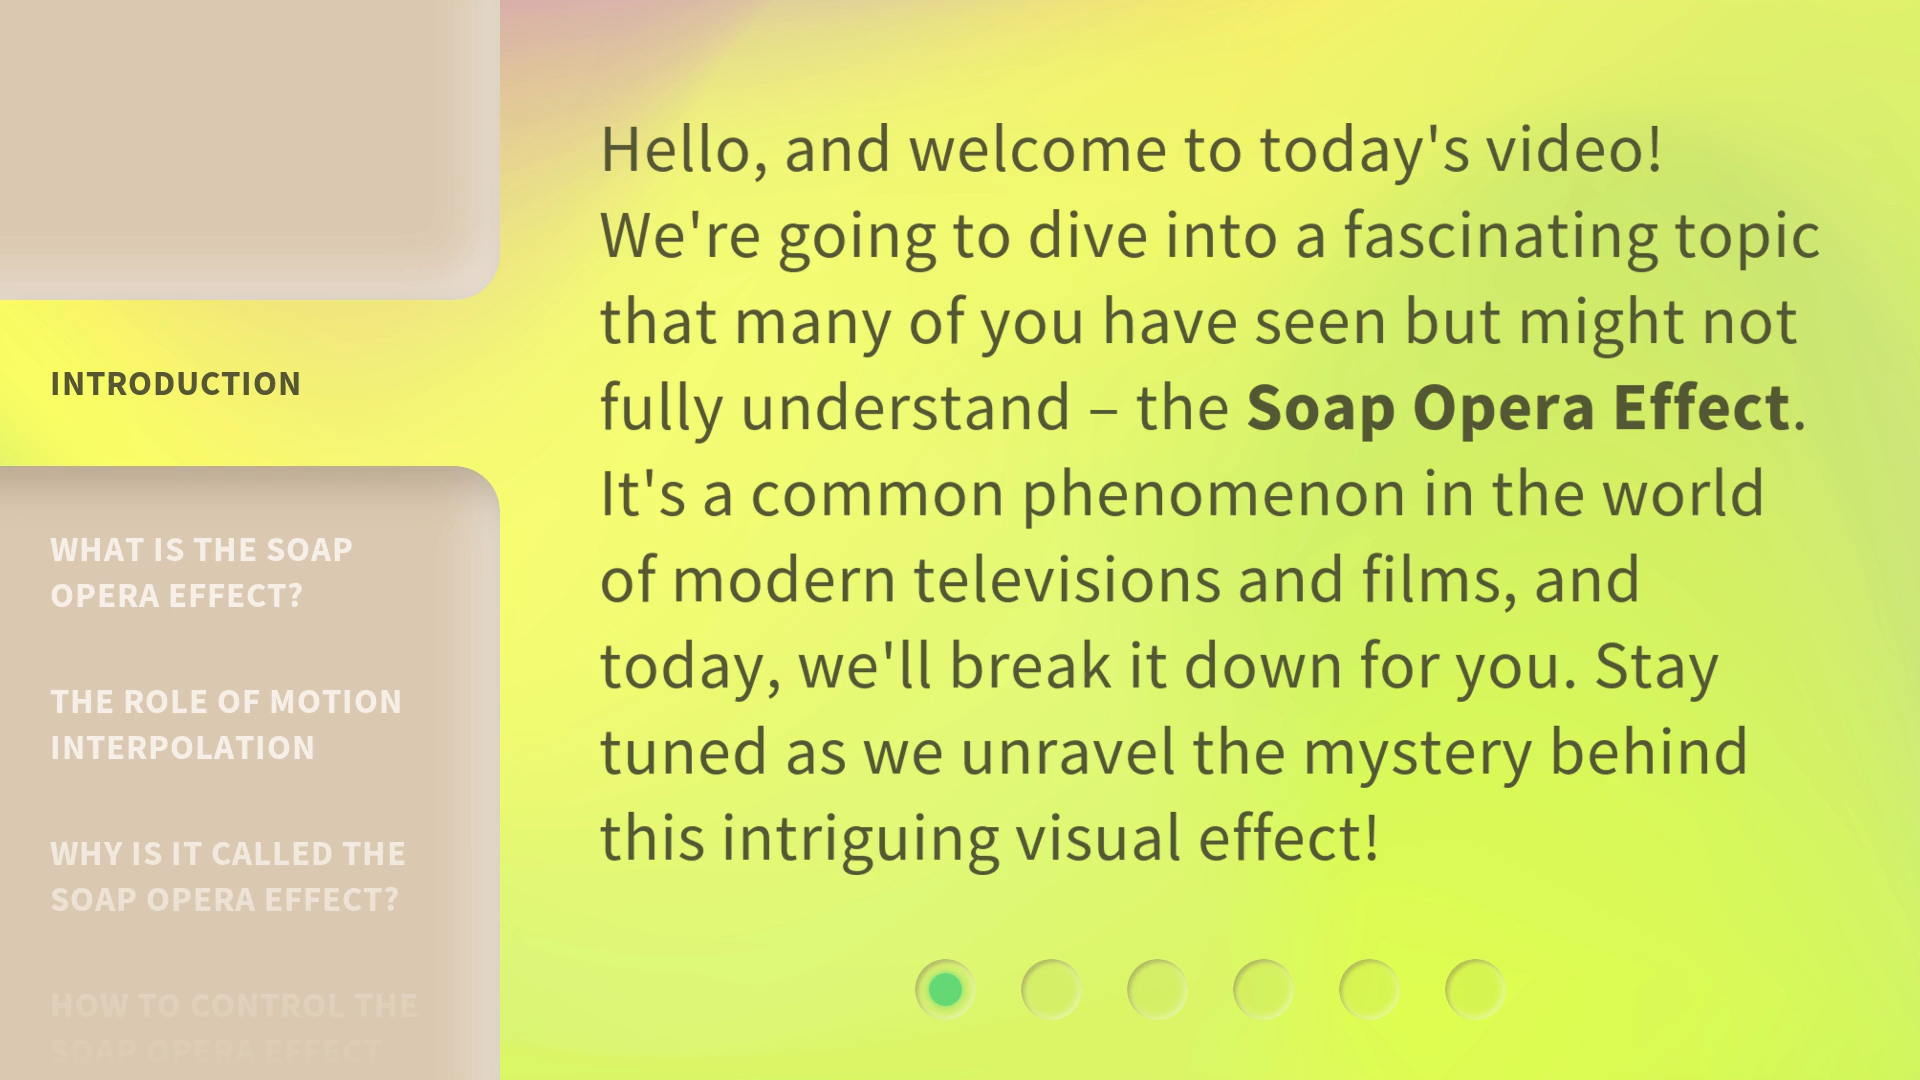 INTRODUCTION
WHAT IS THE SOAP
OPERA EFFECT?
THE ROLE OF MOTION
INTERPOLATION
WHY IS IT CALLED THE
SOAP OPERA EFFECT?
HOW TO CONTROL THE
SOAP OPERA EFFECT
Hello, and welcome to today's video!
We're going to dive into a fascinating topic
that many of you have seen but might not
fully understand – the Soap Opera Effect.
It's a common phenomenon in the world
of modern televisions and films, and
today, we'll break it down for you. Stay
tuned as we unravel the mystery behind
this intriguing visual effect!